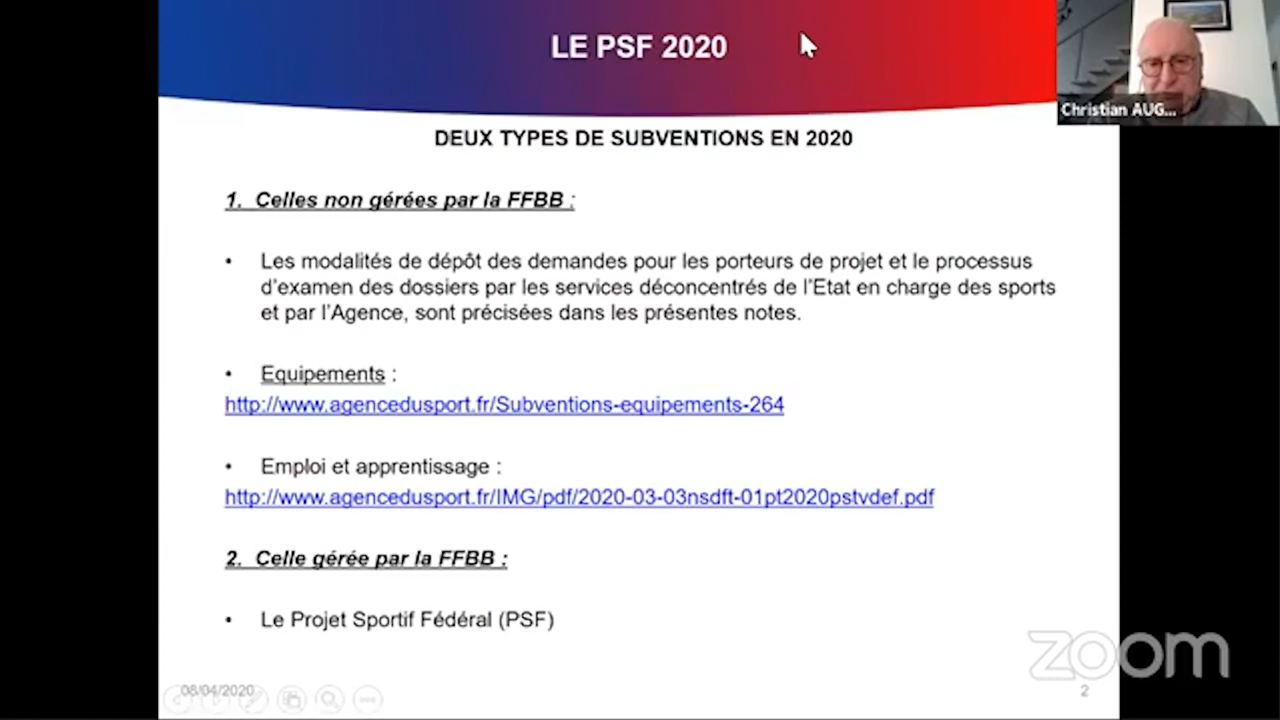 LE PSF 2020
Christian AUG...
DEUX TYPES DE SUBVENTIONS EN 2020
1. Celles non gérées par la FFBB :
• Les modalités de dépôt des demandes pour les porteurs de projet et le processus
d'examen des dossiers par les services déconcentrés de l'Etat en charge des sports
et par l'Agence, sont précisées dans les présentes notes.
• Equipements :
http://www.agencedusport.fr/Subventions-equipements-264
• Emploi et apprentissage :
http://www.agencedusport.fr/IMG/pdf/2020-03-03nsdft-01pt2020pstvdef.pdf
2. Celle gérée par la FFBB :
• Le Projet Sportif Fédéral (PSF)
zoom
08/04/2020
2